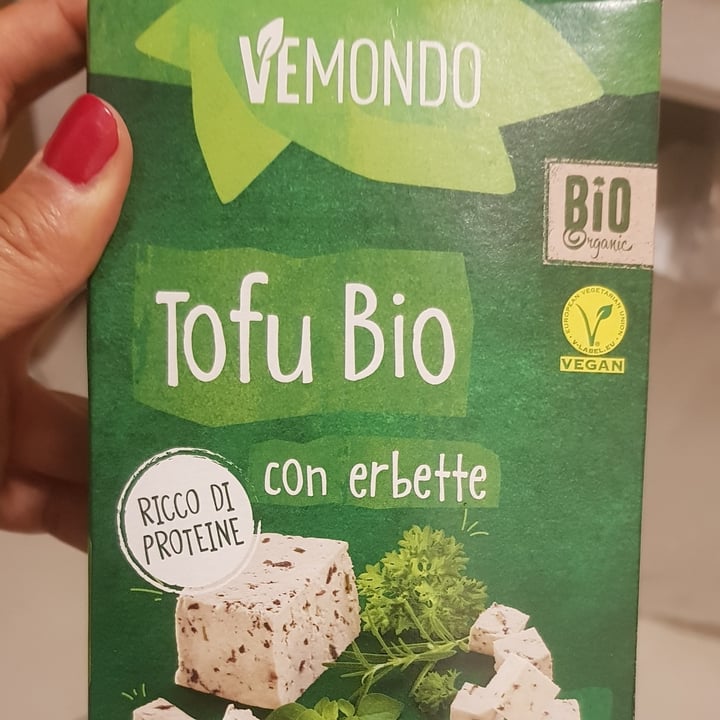 VEMONDO
BiO
Organic
Tofu Bio
EUROPEAN VEGETARIAN UNION
V-LABEL.EU
VEGAN
con erbette
RICCO DI
PROTEINE